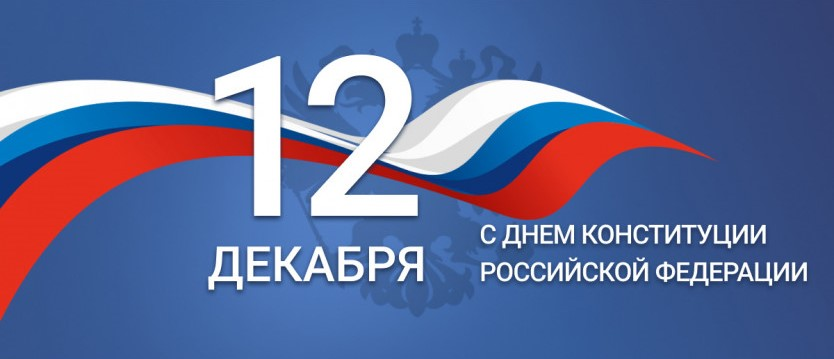 12
ДЕКАБРЯ
С ДНЕМ КОНСТИТУЦИИ
РОССИЙСКОЙ ФЕДЕРАЦИИ